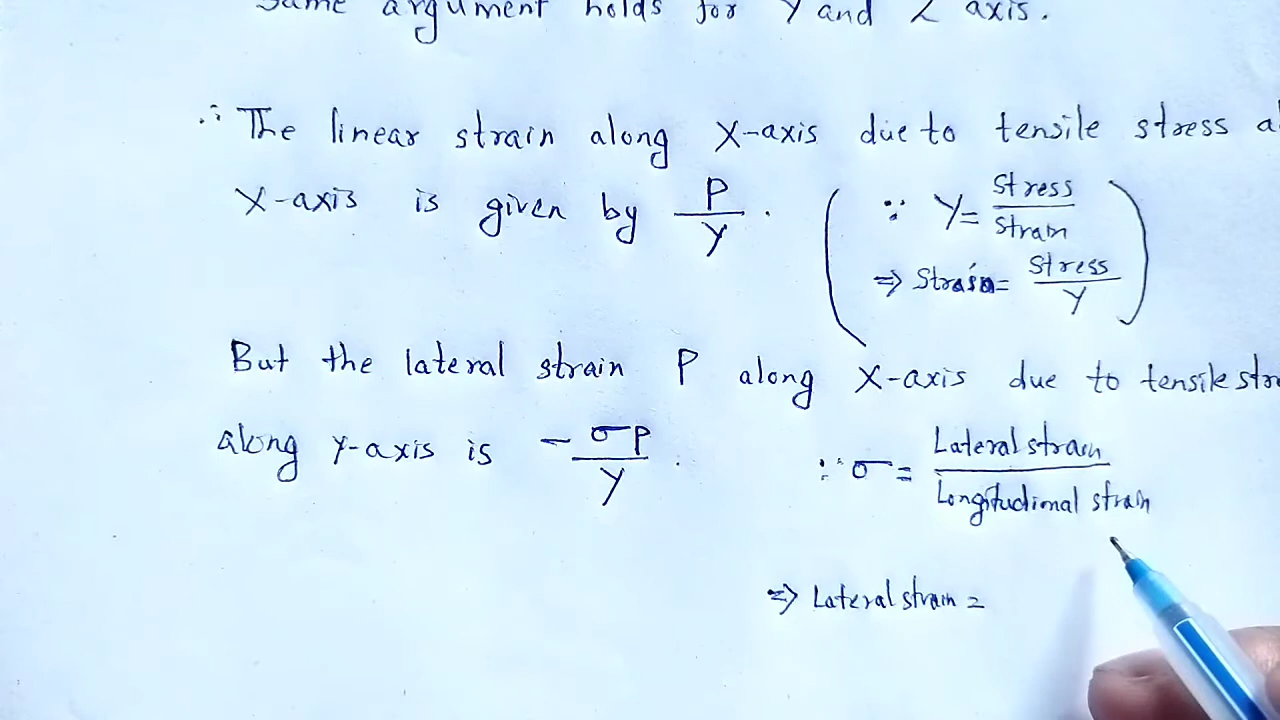 Same argument holds for Y and Z axis.
∴ The linear strain along X-axis due to tensile stress
X-axis is given by P/Y. ( ∵ Y = Stress/Strain
⇒ Strain = Stress/Y )
But the lateral strain P along X-axis due to tensile
along Y-axis is - σP/Y. ∵ σ = Lateral strain/Longitudimal strain
⇒ Lateral strain =